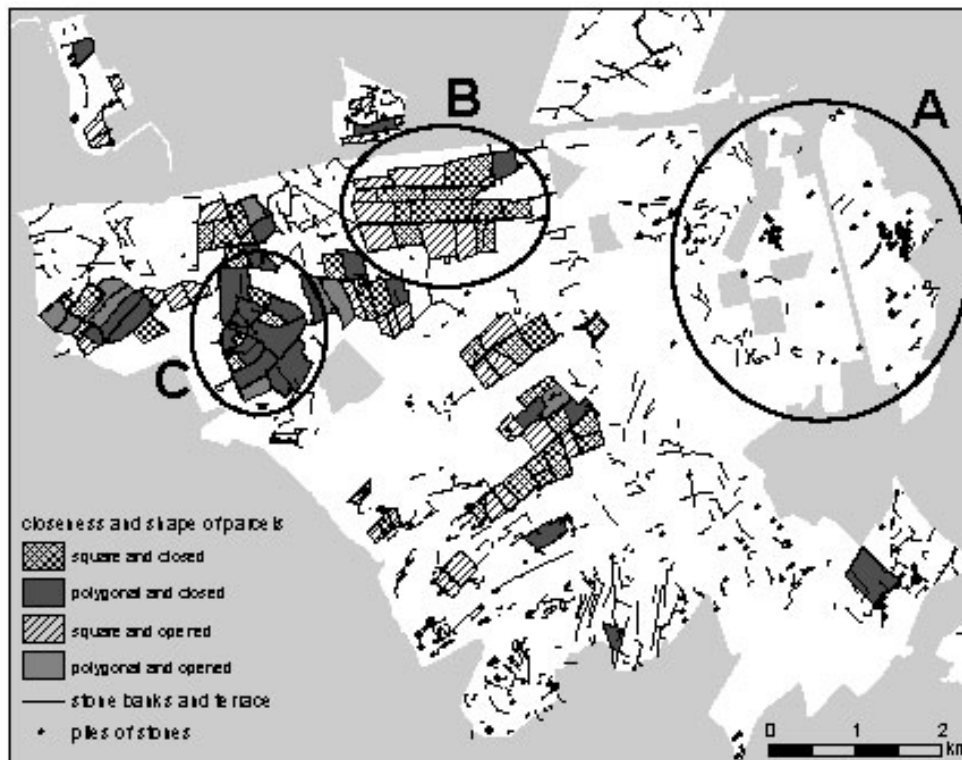 B
A
C
closeness and shape of parcels
square and closed
polygonal and closed
square and opened
polygonal and opened
stone banks and terrace
piles of stones
0 1 2
km